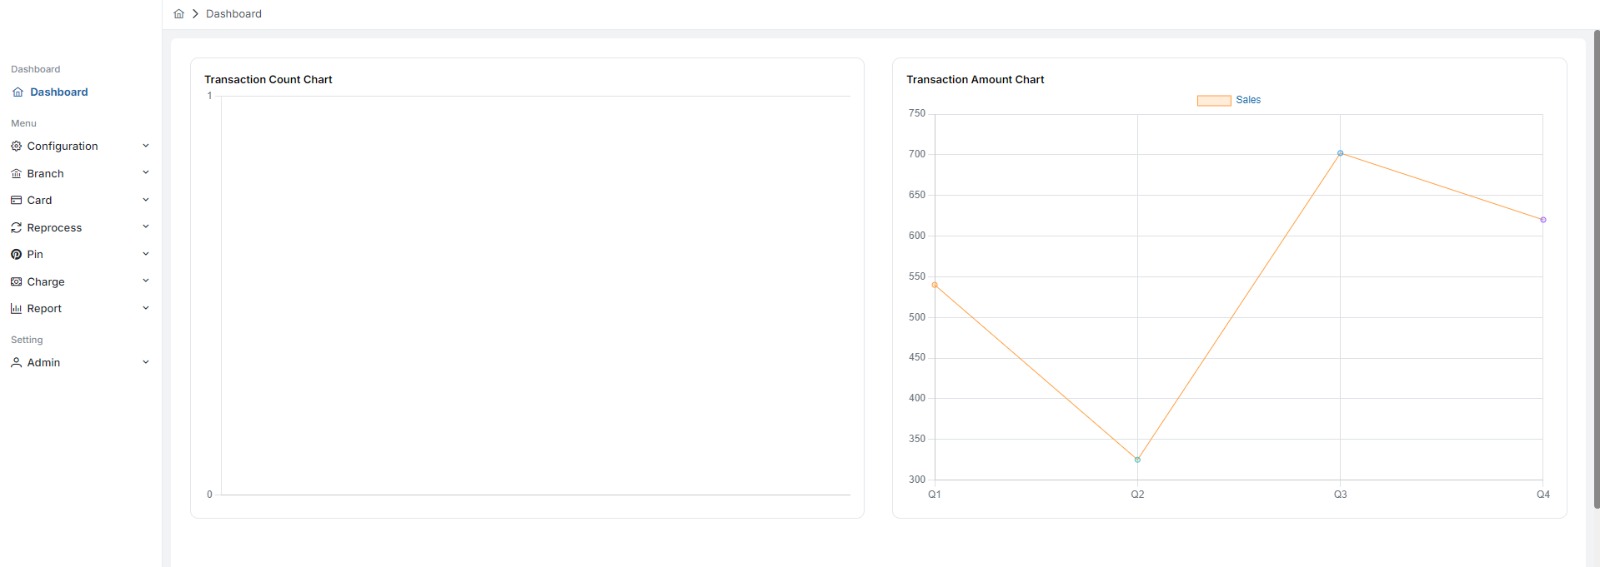 Dashboard
Dashboard
Dashboard
Menu
Configuration
Branch
Card
Reprocess
Pin
Charge
Report
Setting
Admin
Transaction Count Chart
1
0
Transaction Amount Chart
Sales
750
700
650
600
550
500
450
400
350
300
Q1 Q2 Q3 Q4